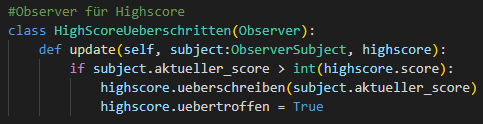 #Observer für Highscore
class HighScoreUeberschritten(Observer):
    def update(self, subject:ObserverSubject, highscore):
        if subject.aktueller_score > int(highscore.score):
            highscore.ueberschreiben(subject.aktueller_score)
            highscore.uebertroffen = True